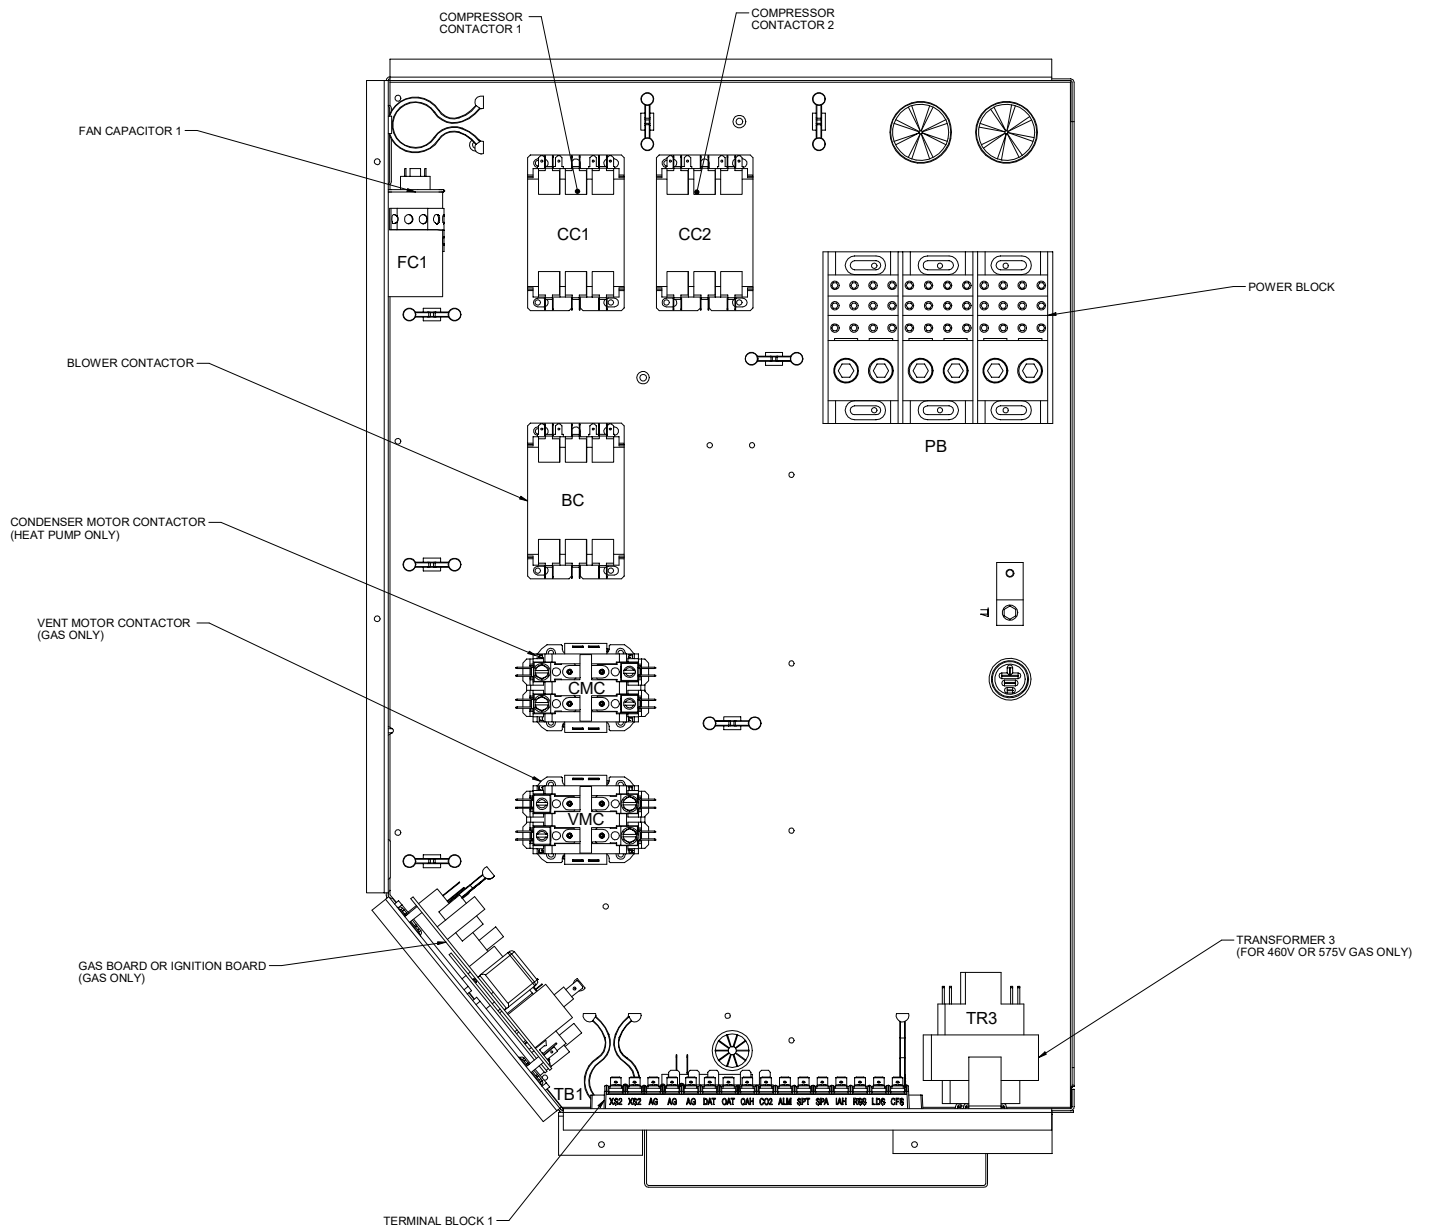 COMPRESSOR
CONTACTOR 1
COMPRESSOR
CONTACTOR 2
FAN CAPACITOR 1
CC1
CC2
FC1
POWER BLOCK
BLOWER CONTACTOR
PB
BC
CONDENSER MOTOR CONTACTOR
(HEAT PUMP ONLY)
VENT MOTOR CONTACTOR
(GAS ONLY)
CMC
VMC
GAS BOARD OR IGNITION BOARD
(GAS ONLY)
TRANSFORMER 3
(FOR 460V OR 575V GAS ONLY)
TR3
TB1
XS2 XS2 AG AG AG DAT OAT OAH CO2 ALM SPT SPA IAH RSG LDS CFS
TERMINAL BLOCK 1